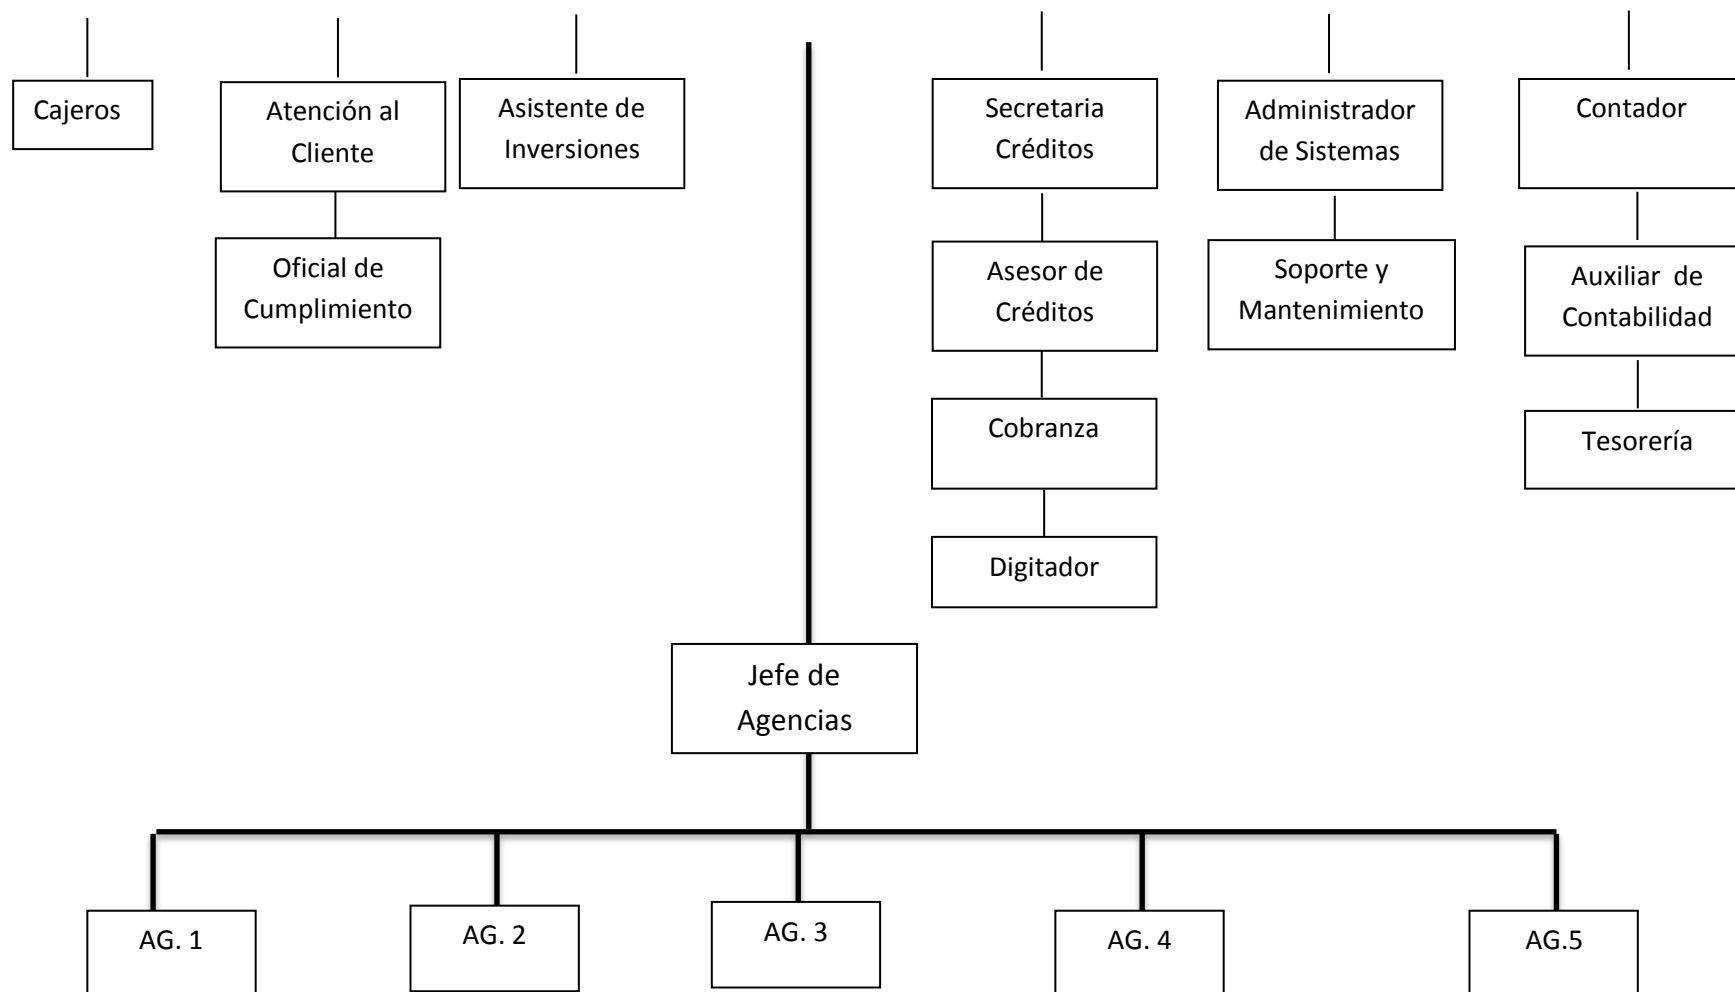 Cajeros
Atención al
Cliente
Asistente de
Inversiones
Secretaria
Créditos
Administrador
de Sistemas
Contador
Oficial de
Cumplimiento
Asesor de
Créditos
Soporte y
Mantenimiento
Auxiliar  de
Contabilidad
Cobranza
Tesorería
Digitador
Jefe de
Agencias
AG. 1
AG. 2
AG. 3
AG. 4
AG.5